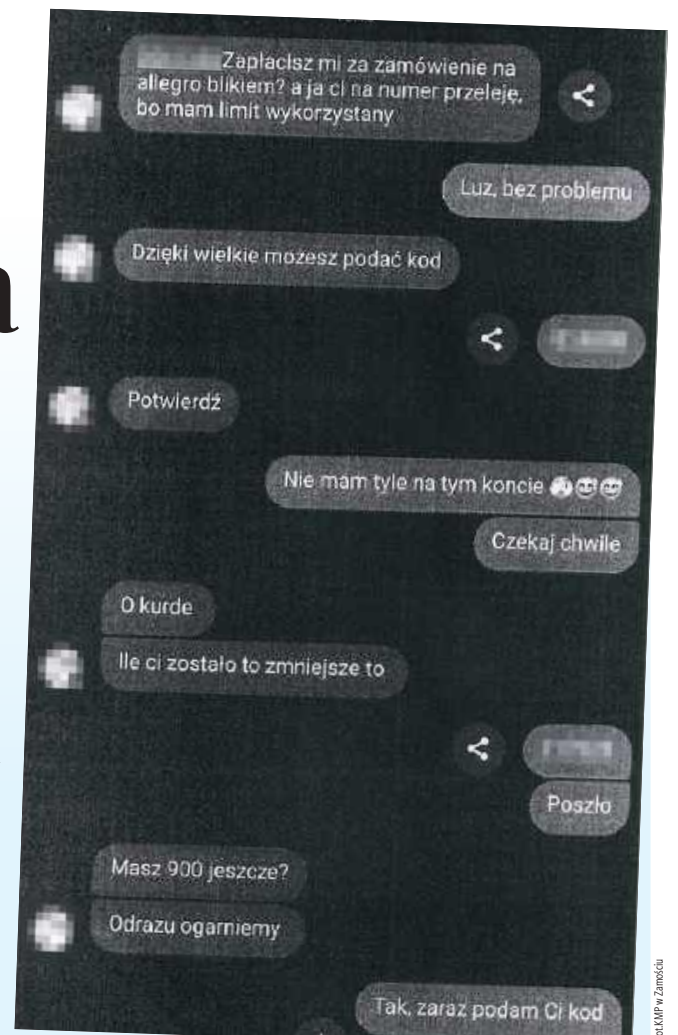 Zapłacisz mi za zamówienie na
allegro blikiem? a ja ci na numer przeleję,
bo mam limit wykorzystany
Luz, bez problemu
Dzięki wielkie możesz podać kod
Potwierdź
Nie mam tyle na tym koncie
Czekaj chwile
O kurde
Ile ci zostało to zmniejsze to
Poszło
Masz 900 jeszcze?
Odrazu ogarniemy
Tak, zaraz podam Ci kod
KMP w Zamościu